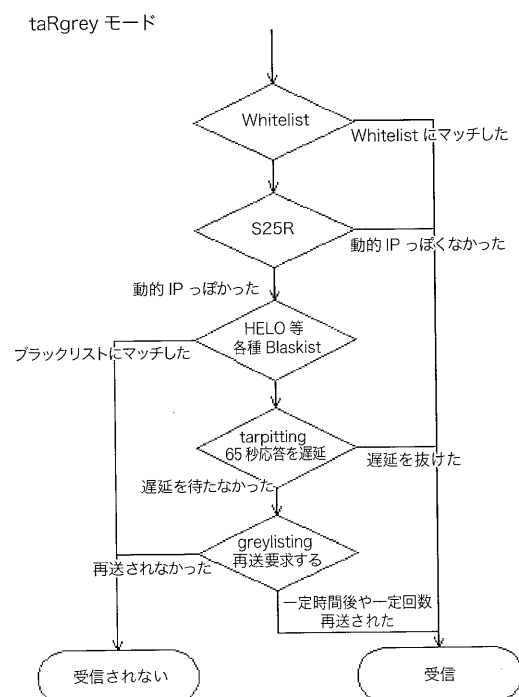 taRgrey モード
Whitelist
Whitelist にマッチした
S25R
動的 IP っぽくなかった
動的 IP っぽかった
HELO 等
各種 Blaskist
ブラックリストにマッチした
tarpitting
65 秒応答を遅延
遅延を抜けた
遅延を待たなかった
greylisting
再送要求する
再送されなかった
一定時間後や一定回数
再送された
受信されない
受信